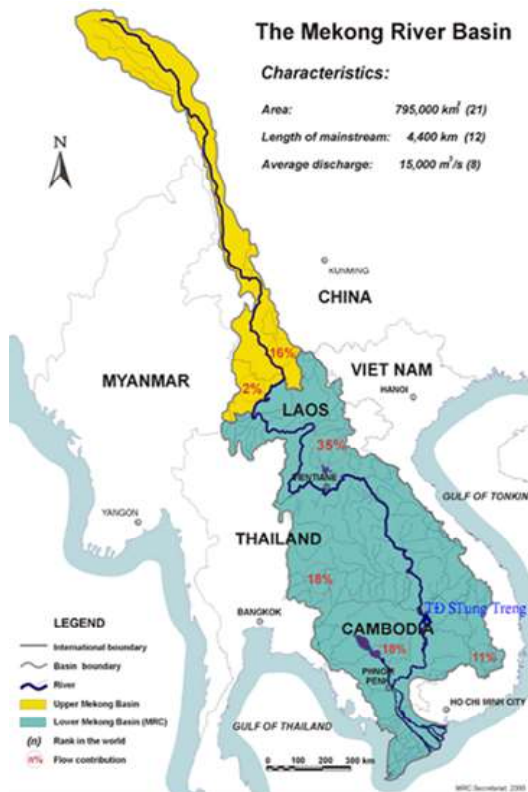 The Mekong River Basin
Characteristics:
Area: 795,000 km² (21)
Length of mainstream: 4,400 km (12)
Average discharge: 15,000 m³/s (8)
N
KUNMING
CHINA
16%
MYANMAR
VIET NAM
2%
HANOI
LAOS
35%
VIENTIANE
GULF OF TONKIN
YANGON
THAILAND
18%
TĐ STung Treng
BANGKOK
CAMBODIA
18%
11%
PHNOM PENH
HO CHI MINH CITY
GULF OF THAILAND
LEGEND
International boundary
Basin boundary
River
Upper Mekong Basin
Lower Mekong Basin (MRC)
(n) Rank in the world
n% Flow contribution
0 100 200 300 km
MRC Secretariat